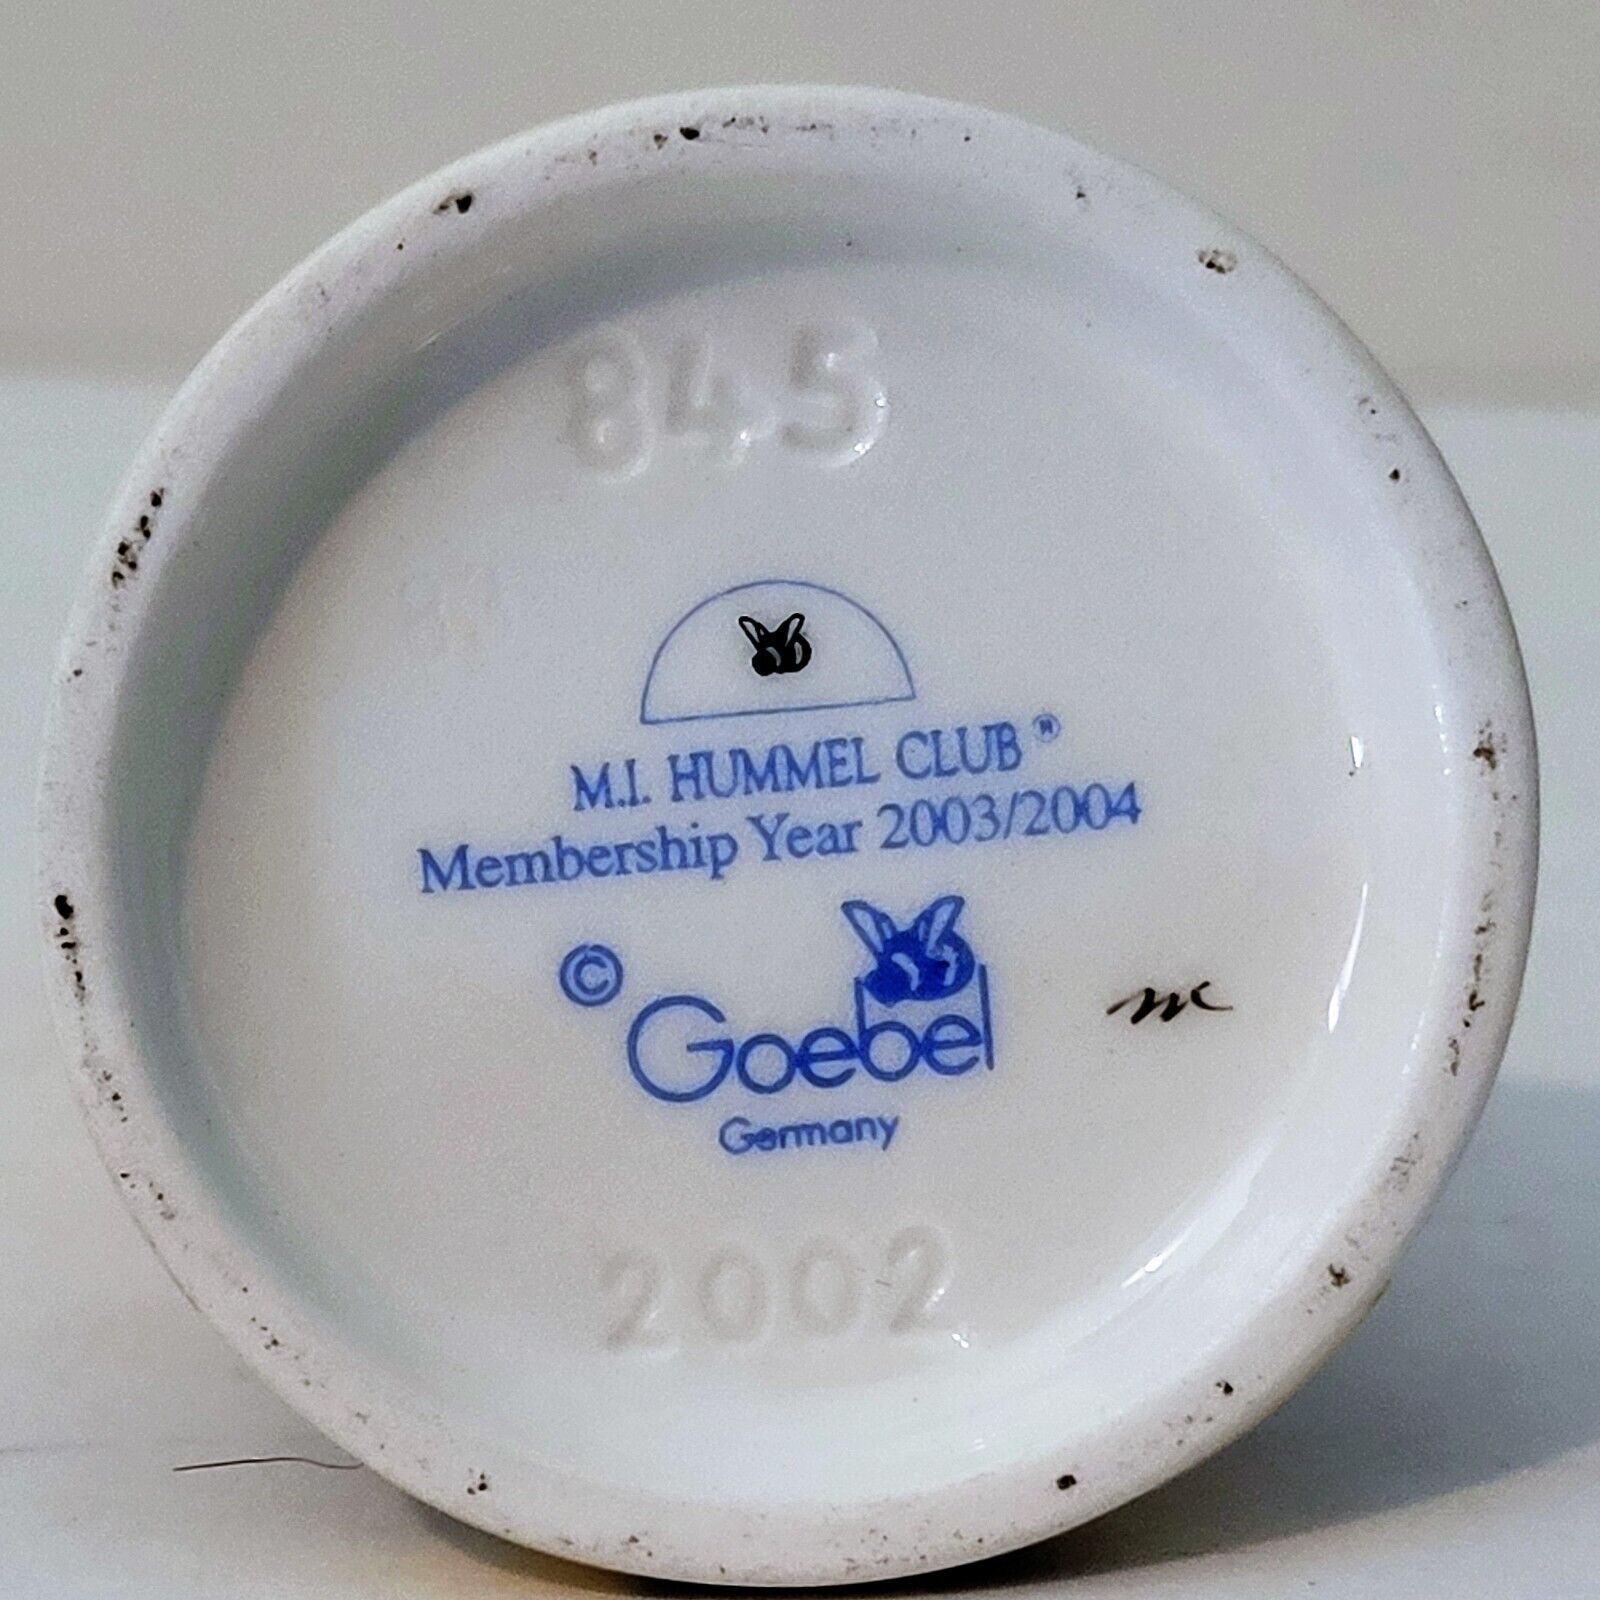 845
M.I. HUMMEL CLUB®
Membership Year 2003/2004
© Goebel
Germany
2002